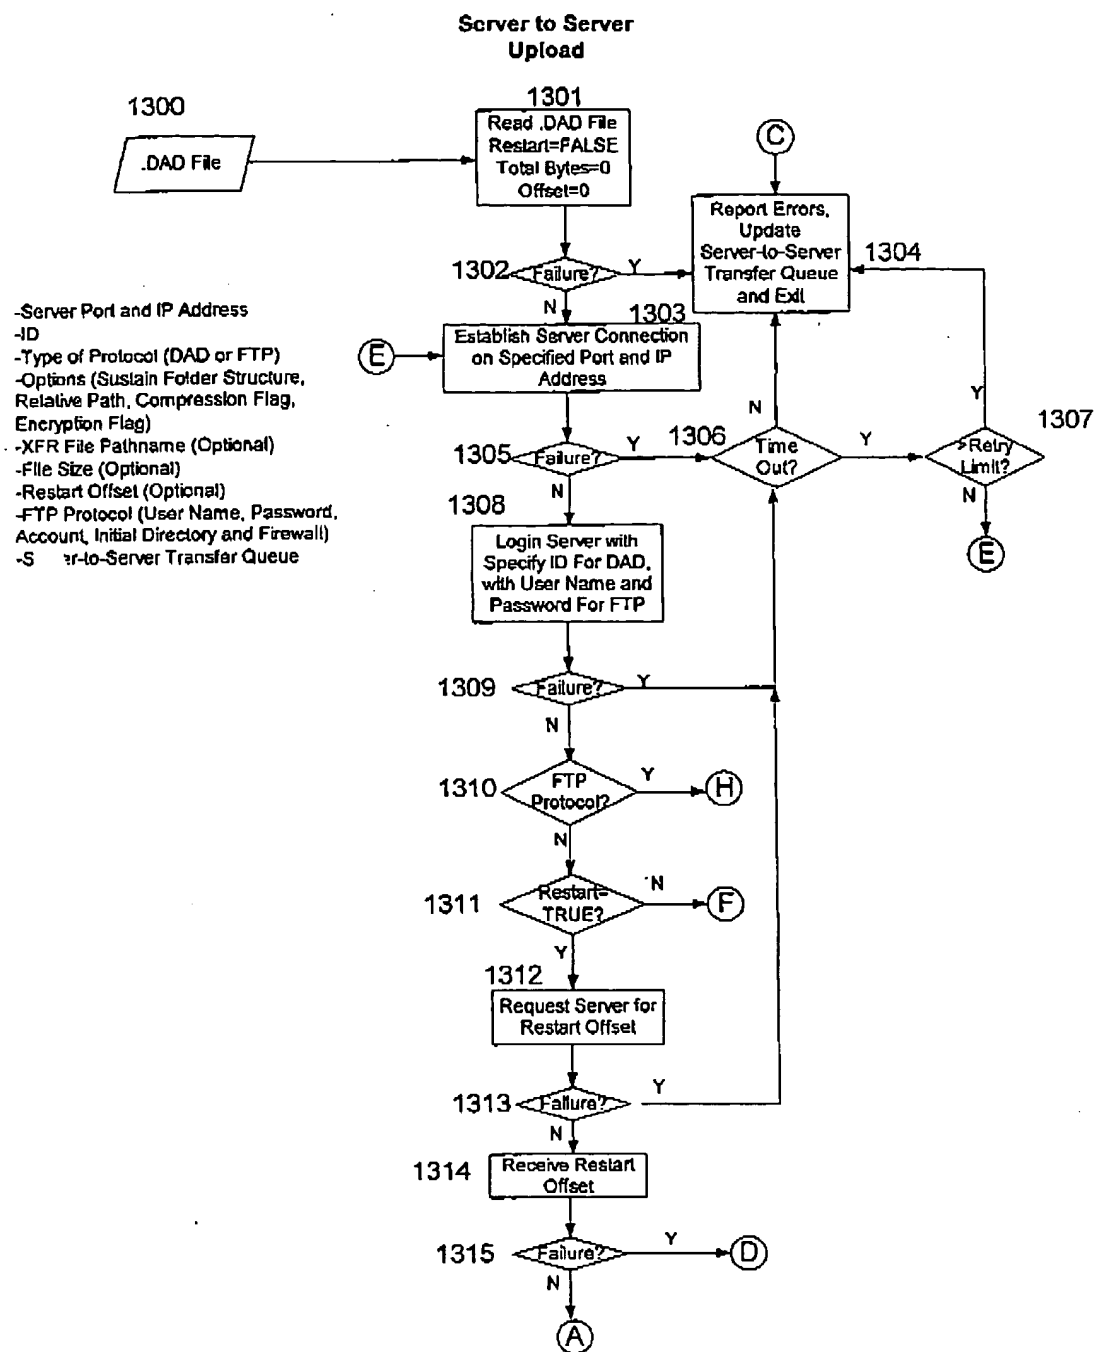 Server to Server
Upload
1300
.DAD File
1301
Read .DAD File
Restart=FALSE
Total Bytes=0
Offset=0
C
Report Errors,
Update
Server-to-Server
Transfer Queue
and Exit
1304
1302
Failure?
Y
N
-Server Port and IP Address
-ID
-Type of Protocol (DAD or FTP)
-Options (Sustain Folder Structure,
Relative Path, Compression Flag,
Encryption Flag)
-XFR File Pathname (Optional)
-File Size (Optional)
-Restart Offset (Optional)
-FTP Protocol (User Name, Password,
Account, Initial Directory and Firewall)
-S er-to-Server Transfer Queue
1303
E
Establish Server Connection
on Specified Port and IP
Address
N
Y
1305
Failure?
Y
N
1306
Time
Out?
Y
1307
>Retry
Limit?
N
E
1308
Login Server with
Specify ID For DAD,
with User Name and
Password For FTP
1309
Failure?
Y
N
1310
FTP
Protocol?
Y
H
N
1311
Restart=
TRUE?
N
F
Y
1312
Request Server for
Restart Offset
1313
Failure?
Y
N
1314
Receive Restart
Offset
1315
Failure?
Y
D
N
A